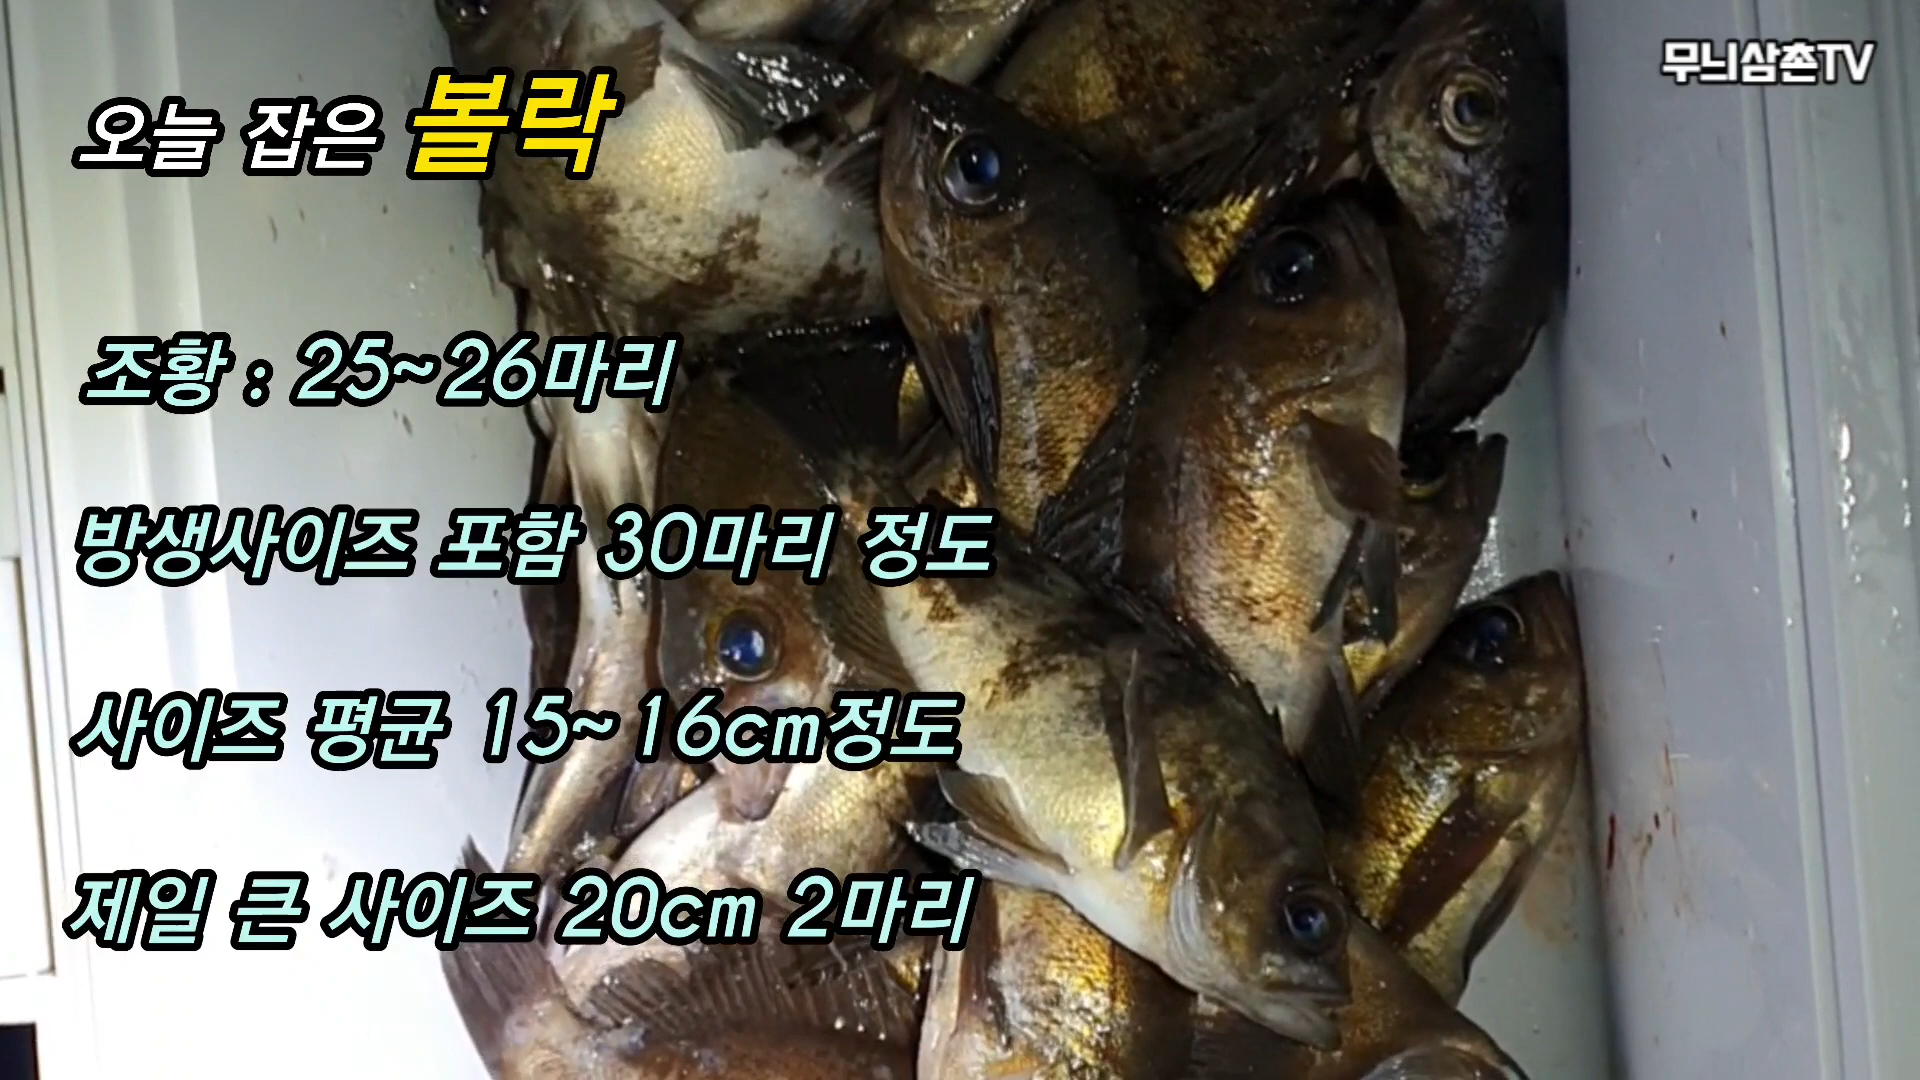 무늬삼촌TV
오늘 잡은 볼락
조황 : 25~26마리
방생사이즈 포함 30마리 정도
사이즈 평균 15~16cm정도
제일 큰 사이즈 20cm 2마리